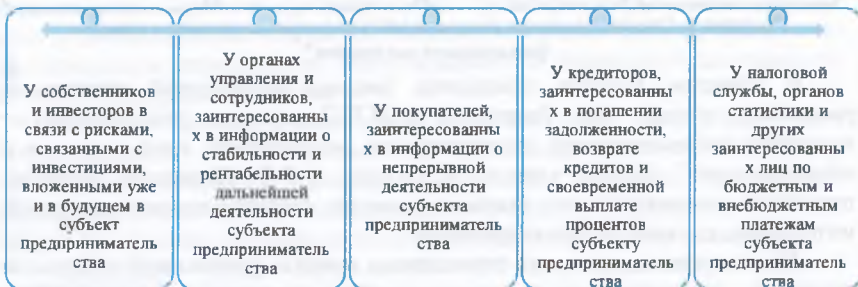 У собственников
и инвесторов в
связи с рисками,
связанными с
инвестициями,
вложенными уже
и в будущем в
субъект
предприниматель
ства
У органах
управления и
сотрудников,
заинтересованны
х в информации о
стабильности и
рентабельности
дальнейшей
деятельности
субъекта
предприниматель
ства
У покупателей,
заинтересованны
х в информации о
непрерывной
деятельности
субъекта
предприниматель
ства
У кредиторов,
заинтересованны
х в погашении
задолженности,
возврате
кредитов и
своевременной
выплате
процентов
субъекту
предприниматель
ства
У налоговой
службы, органов
статистики и
других
заинтересованны
х лиц по
бюджетным и
внебюджетным
платежам
субъекта
предприниматель
ства